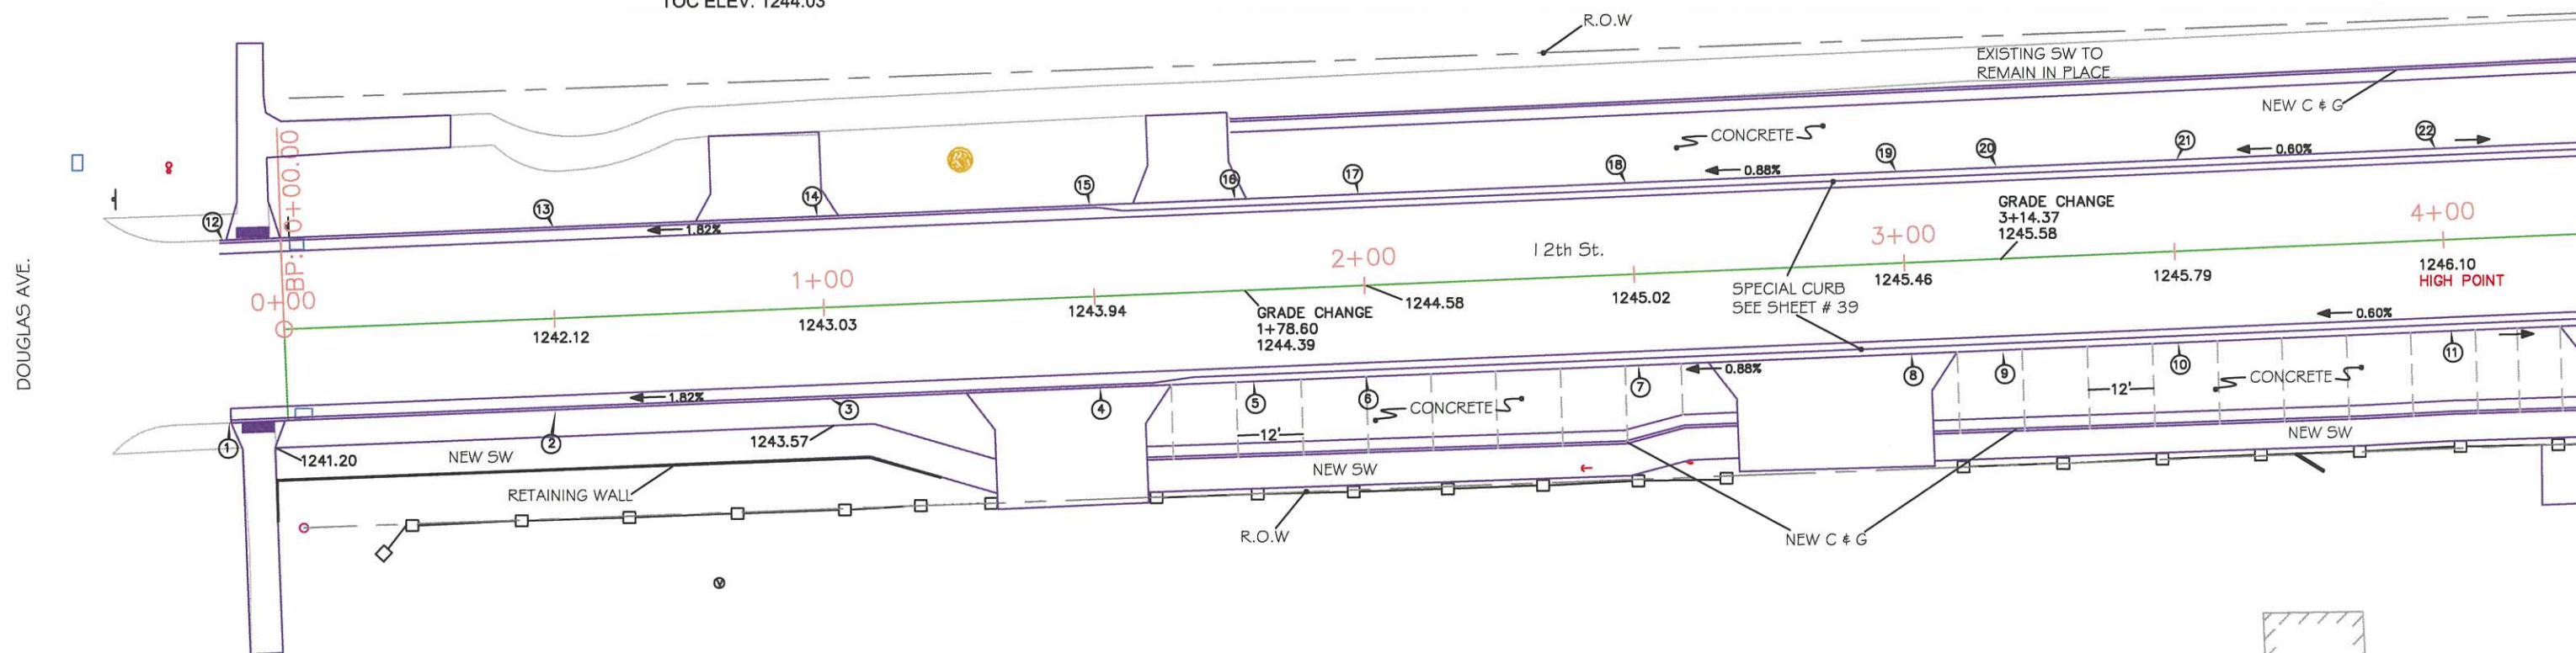 TOC ELEV: 1244.03
R.O.W
EXISTING SW TO
REMAIN IN PLACE
NEW C & G
CONCRETE
22
21
20
19
18
17
16
15
14
13
12
0.60%
0.88%
1.82%
GRADE CHANGE
3+14.37
1245.58
BP: 0+00.00
0+00
1+00
2+00
3+00
4+00
12th St.
DOUGLAS AVE.
1242.12
1243.03
1243.94
GRADE CHANGE
1+78.60
1244.39
1244.58
1245.02
SPECIAL CURB
SEE SHEET # 39
1245.46
1245.79
1246.10
HIGH POINT
1.82%
0.88%
0.60%
1
2
3
4
5
6
7
8
9
10
11
1243.57
1241.20
NEW SW
RETAINING WALL
12'
CONCRETE
NEW SW
12'
CONCRETE
NEW SW
R.O.W
NEW C & G